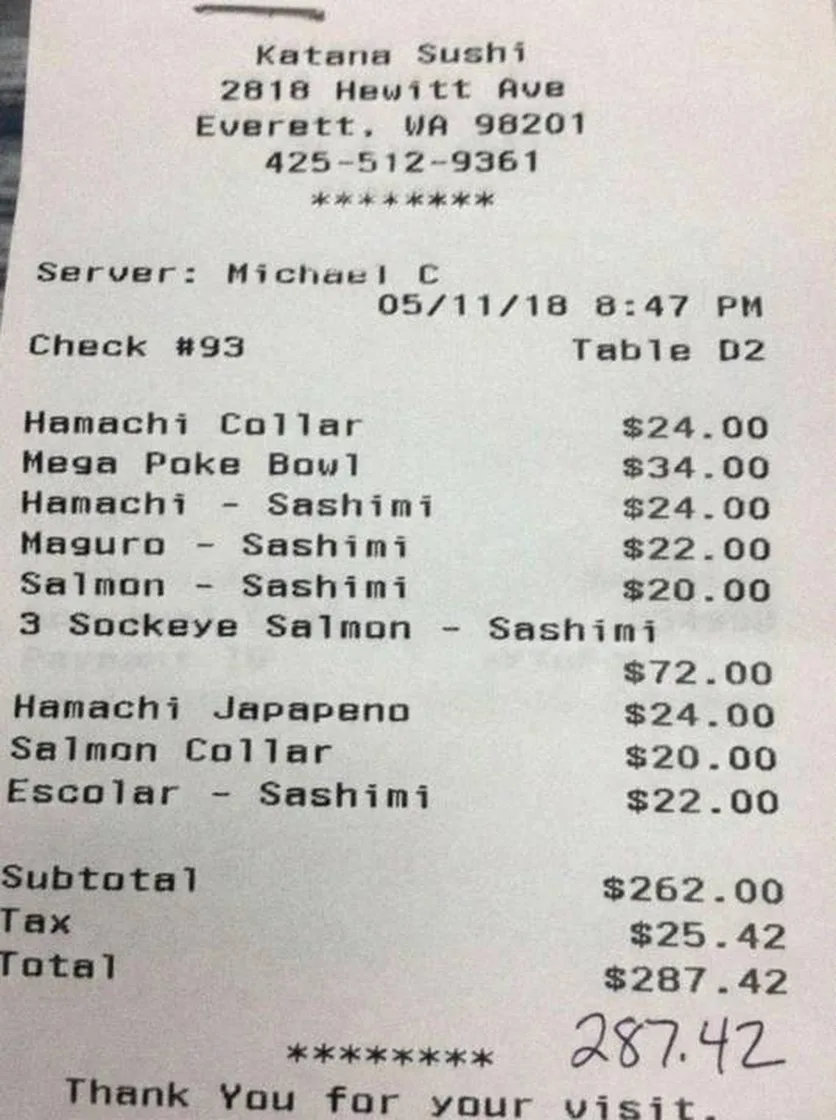 Katana Sushi
2818 Hewitt Ave
Everett, WA 98201
425-512-9361
********
Server: Michael C
05/11/18 8:47 PM
Check #93 Table D2
Hamachi Collar $24.00
Mega Poke Bowl $34.00
Hamachi - Sashimi $24.00
Maguro - Sashimi $22.00
Salmon - Sashimi $20.00
3 Sockeye Salmon - Sashimi
$72.00
Hamachi Japapeno $24.00
Salmon Collar $20.00
Escolar - Sashimi $22.00
Subtotal $262.00
Tax $25.42
Total $287.42
287.42
********
Thank You for your visit.